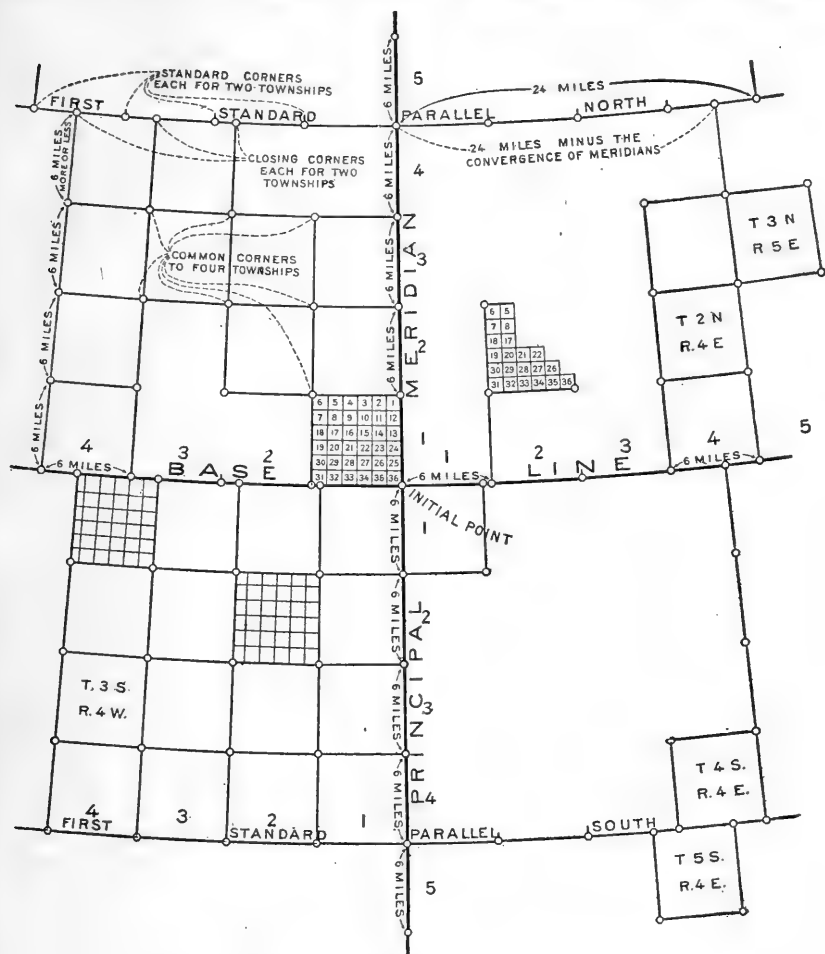 5
6 MILES
STANDARD CORNERS
EACH FOR TWO TOWNSHIPS
24 MILES
FIRST STANDARD PARALLEL NORTH
24 MILES MINUS THE
CONVERGENCE OF MERIDIANS
CLOSING CORNERS
EACH FOR TWO
TOWNSHIPS
6 MILES
MORE OR LESS
6 MILES
4
COMMON CORNERS
TO FOUR TOWNSHIPS
6 MILES
6 MILES
3
T 3 N
R 5 E
6 MILES
6 MILES
2
MERIDIAN
T 2 N
R. 4 E
6 5
7 8
18 17
19 20 21 22
30 29 28 27 26
31 32 33 34 35 36
6 5 4 3 2 1
7 8 9 10 11 12
18 17 16 15 14 13
19 20 21 22 23 24
30 29 28 27 26 25
31 32 33 34 35 36
6 MILES
1
4 3 2 1 2 3 4 5
6 MILES
BASE LINE
6 MILES
6 MILES
INITIAL POINT
6 MILES
1
6 MILES
2
PRINCIPAL
T. 3 S.
R. 4 W.
6 MILES
3
6 MILES
4
T 4 S.
R. 4 E.
4 3 2 1
FIRST STANDARD PARALLEL SOUTH
T 5 S.
R. 4 E.
6 MILES
5